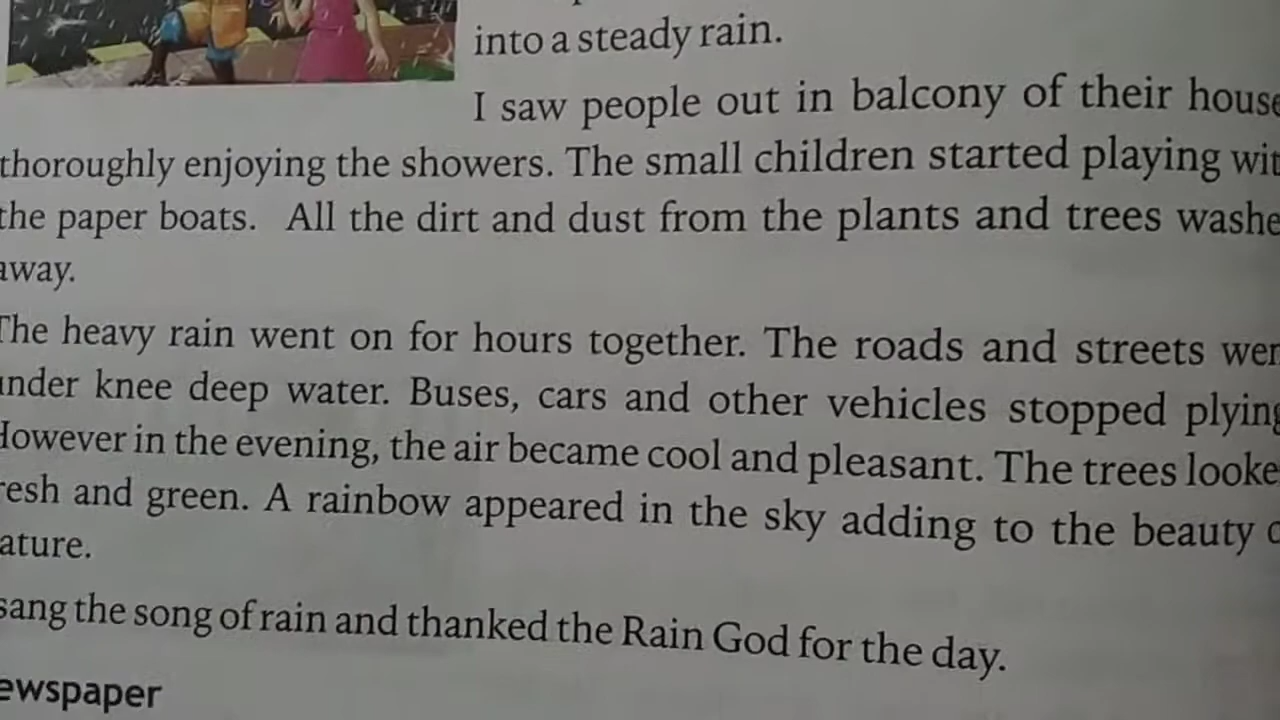 into a steady rain.
I saw people out in balcony of their house
thoroughly enjoying the showers. The small children started playing wit
the paper boats. All the dirt and dust from the plants and trees washe
away.
The heavy rain went on for hours together. The roads and streets wer
under knee deep water. Buses, cars and other vehicles stopped plying
However in the evening, the air became cool and pleasant. The trees looke
resh and green. A rainbow appeared in the sky adding to the beauty o
ature.
sang the song of rain and thanked the Rain God for the day.
ewspaper